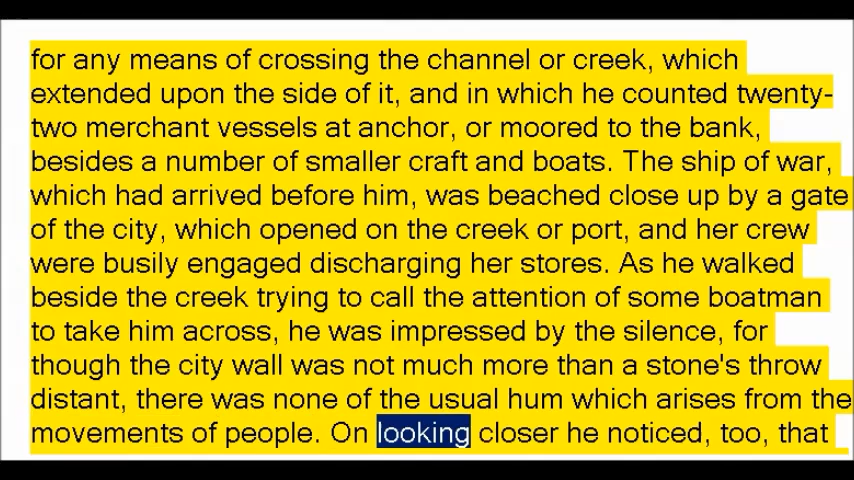 for any means of crossing the channel or creek, which
extended upon the side of it, and in which he counted twenty-
two merchant vessels at anchor, or moored to the bank,
besides a number of smaller craft and boats. The ship of war,
which had arrived before him, was beached close up by a gate
of the city, which opened on the creek or port, and her crew
were busily engaged discharging her stores. As he walked
beside the creek trying to call the attention of some boatman
to take him across, he was impressed by the silence, for
though the city wall was not much more than a stone's throw
distant, there was none of the usual hum which arises from the
movements of people. On looking closer he noticed, too, that